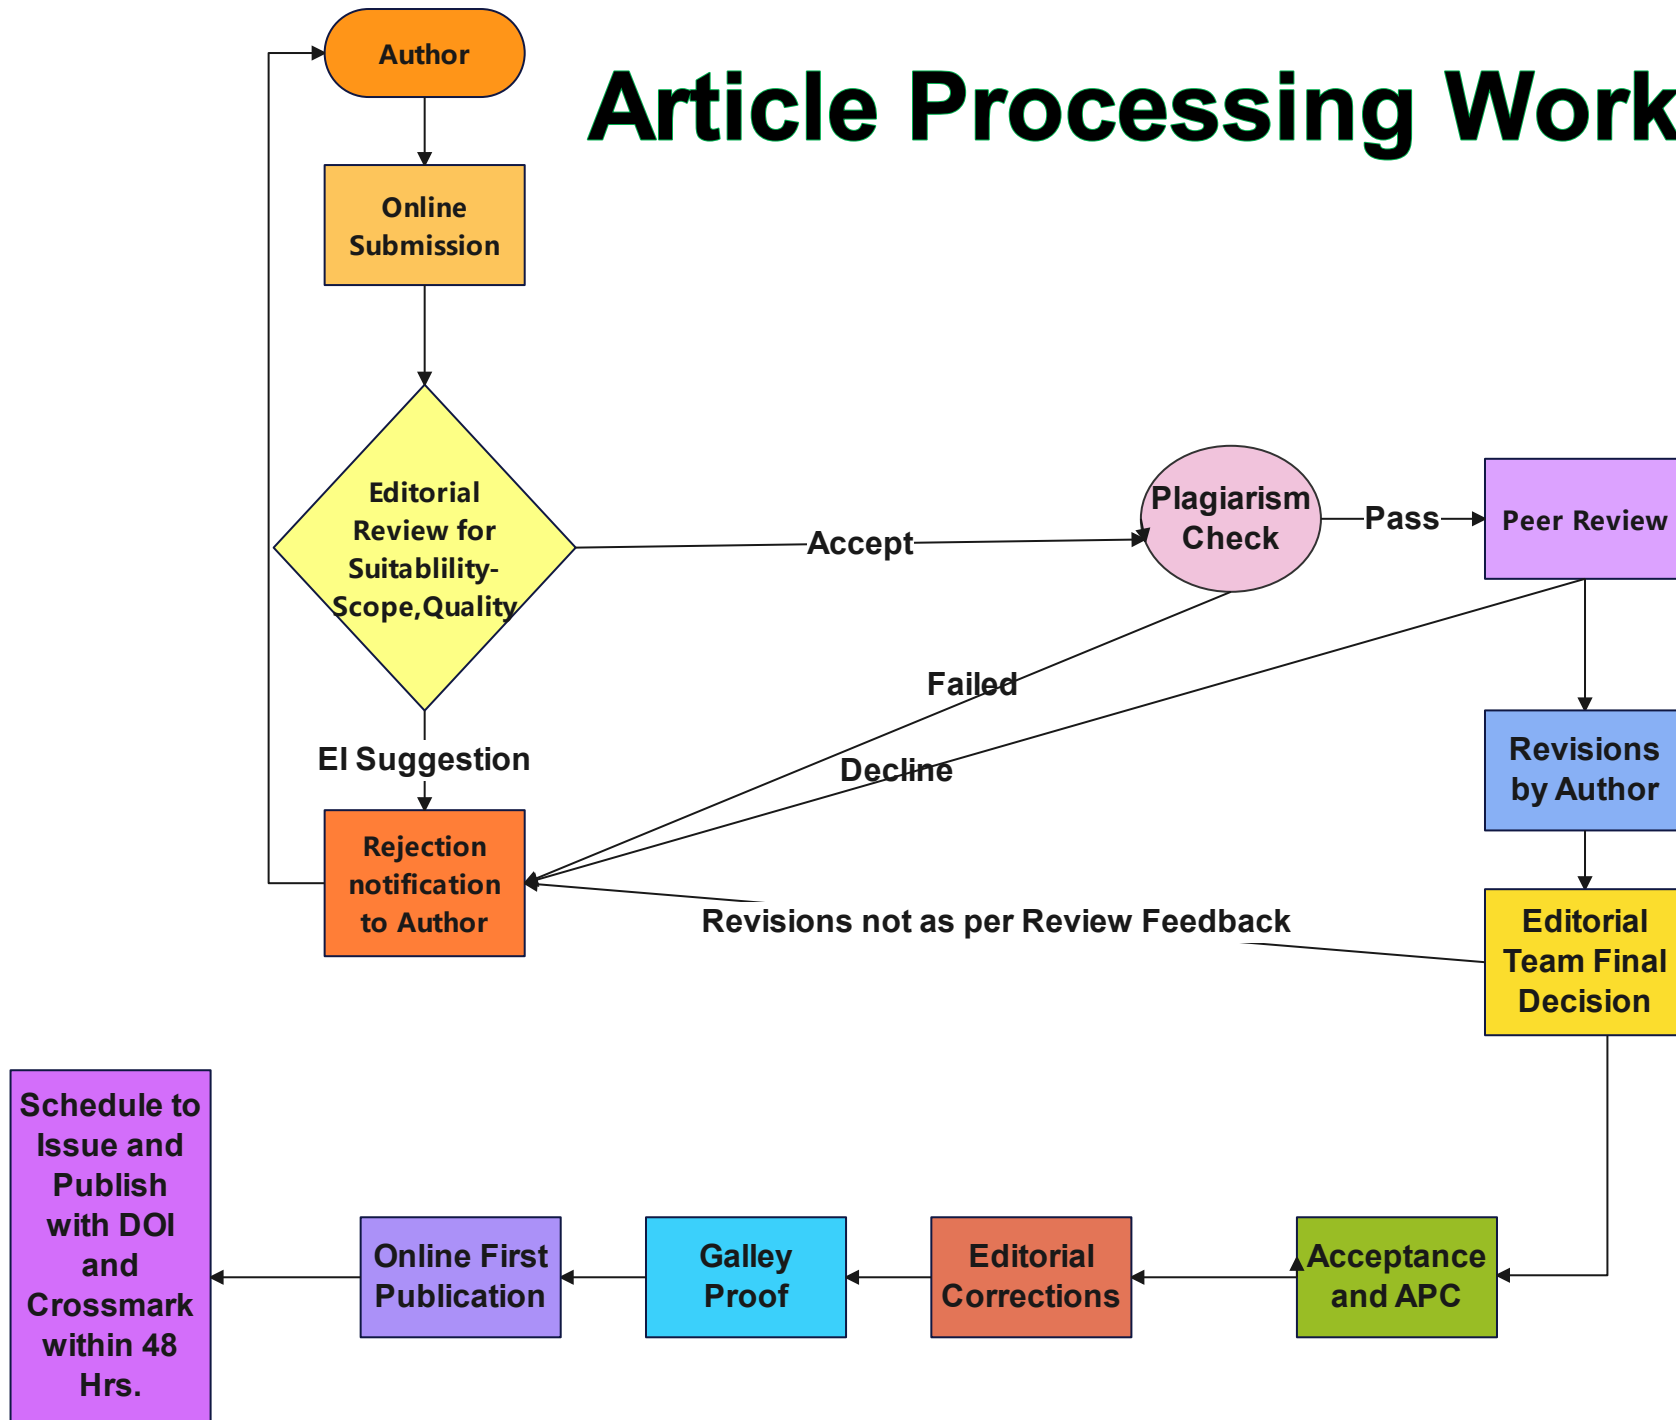 Author
Article Processing Work
Online
Submission
Editorial
Review for
Suitablility-
Scope,Quality
Accept
Plagiarism
Check
Pass
Peer Review
Failed
Decline
EI Suggestion
Revisions
by Author
Rejection
notification
to Author
Revisions not as per Review Feedback
Editorial
Team Final
Decision
Schedule to
Issue and
Publish
with DOI
and
Crossmark
within 48
Hrs.
Online First
Publication
Galley
Proof
Editorial
Corrections
Acceptance
and APC